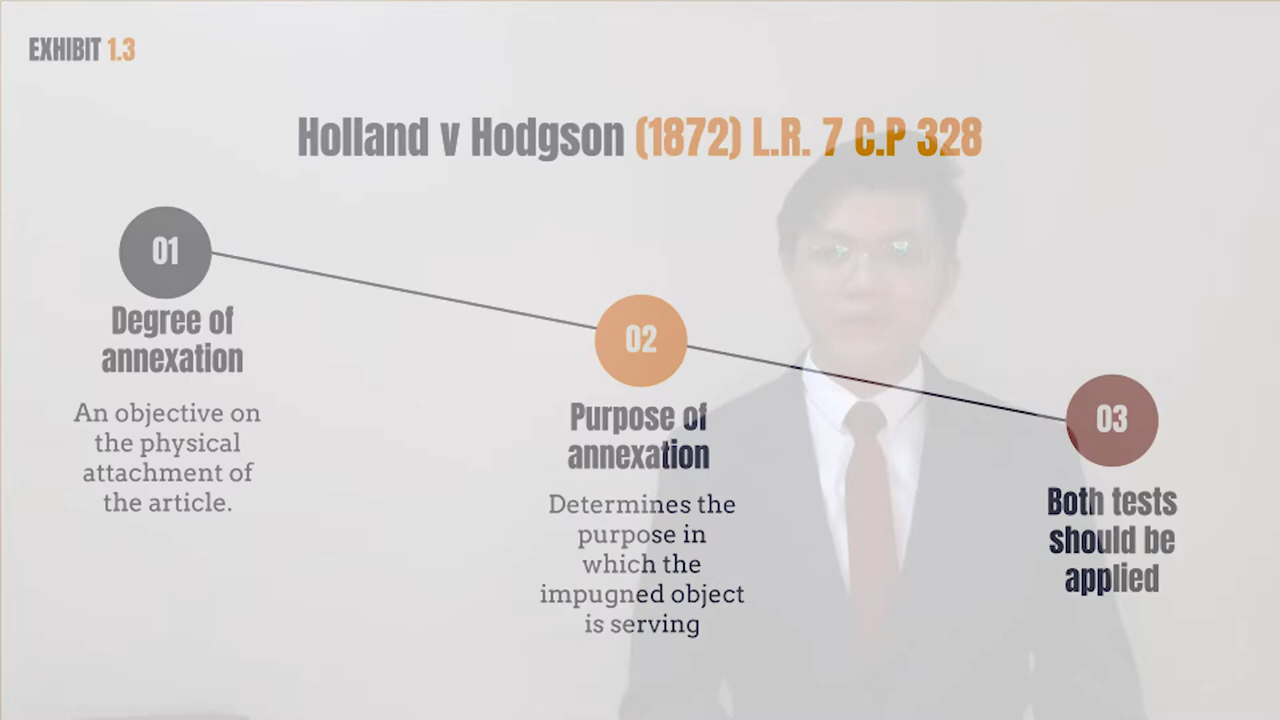 EXHIBIT 1.3
Holland v Hodgson (1872) L.R. 7 C.P 328
01
Degree of
annexation
An objective on
the physical
attachment of
the article.
02
Purpose of
annexation
Determines the
purpose in
which the
impugned object
is serving
03
Both tests
should be
applied